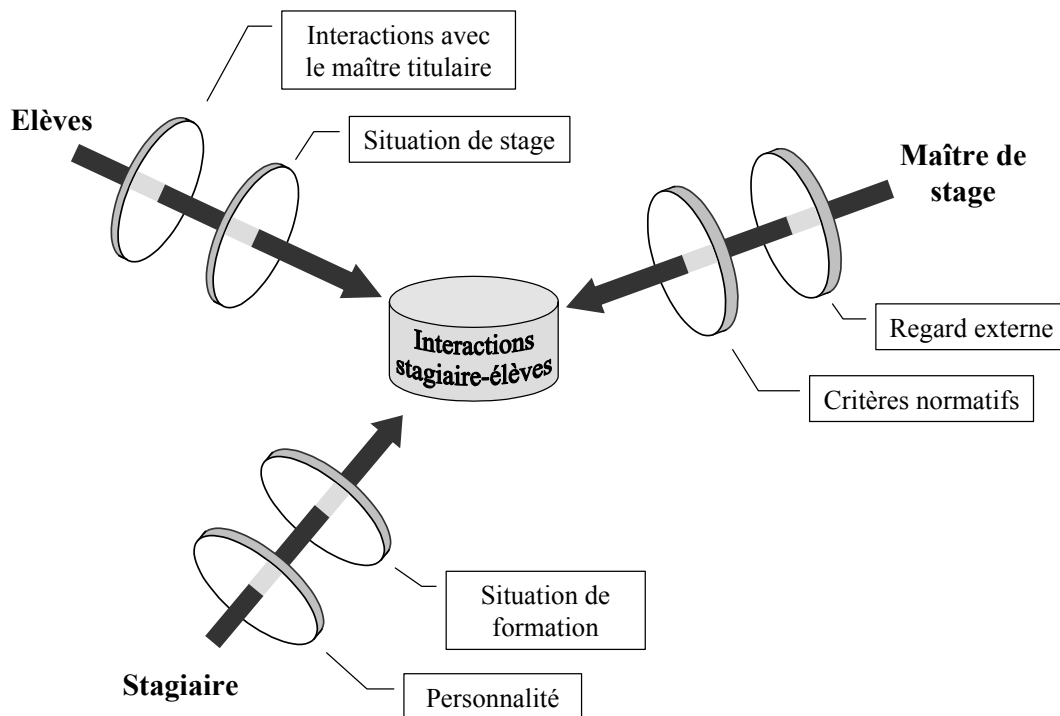 Interactions avec
le maître titulaire
Elèves
Situation de stage
Maître de
stage
Regard externe
Interactions
stagiaire-élèves
Critères normatifs
Situation de
formation
Stagiaire
Personnalité